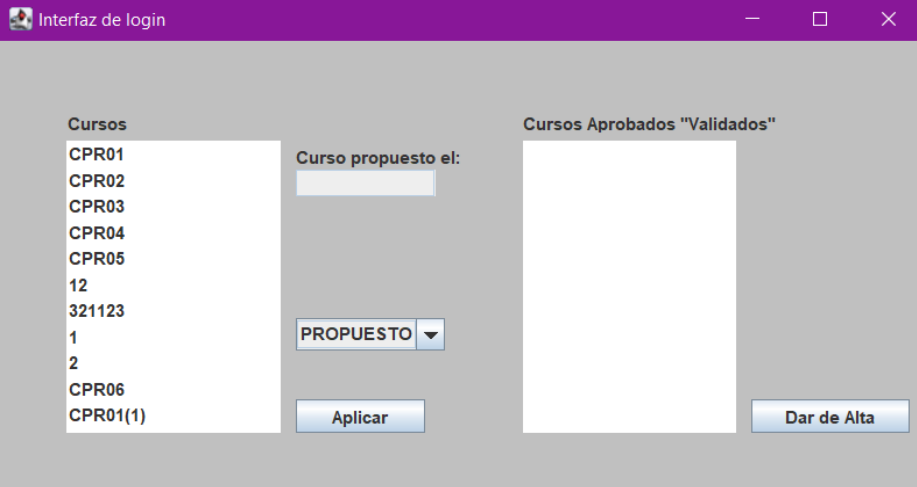 Interfaz de login
Cursos
CPR01
CPR02
CPR03
CPR04
CPR05
12
321123
1
2
CPR06
CPR01(1)
Curso propuesto el:
PROPUESTO
Aplicar
Cursos Aprobados "Validados"
Dar de Alta